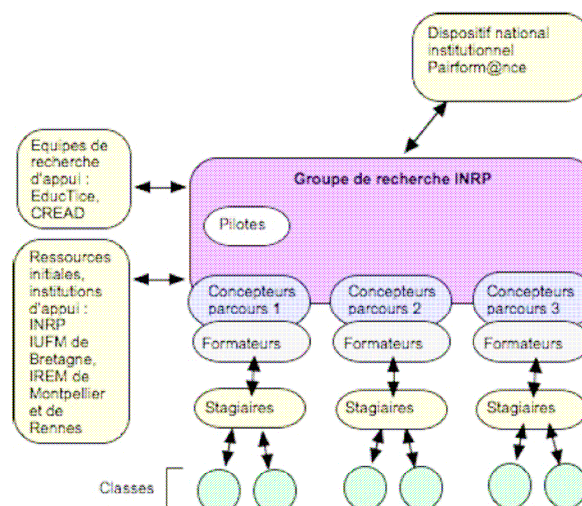 Dispositif national
institutionnel
Pairform@nce
Equipes de
recherche
d'appui :
EducTice,
CREAD
Groupe de recherche INRP
Pilotes
Ressources
initiales,
institutions
d'appui :
INRP
IUFM de
Bretagne,
IREM de
Montpellier
et de
Rennes
Concepteurs
parcours 1
Concepteurs
parcours 2
Concepteurs
parcours 3
Formateurs
Formateurs
Formateurs
Stagiaires
Stagiaires
Stagiaires
Classes